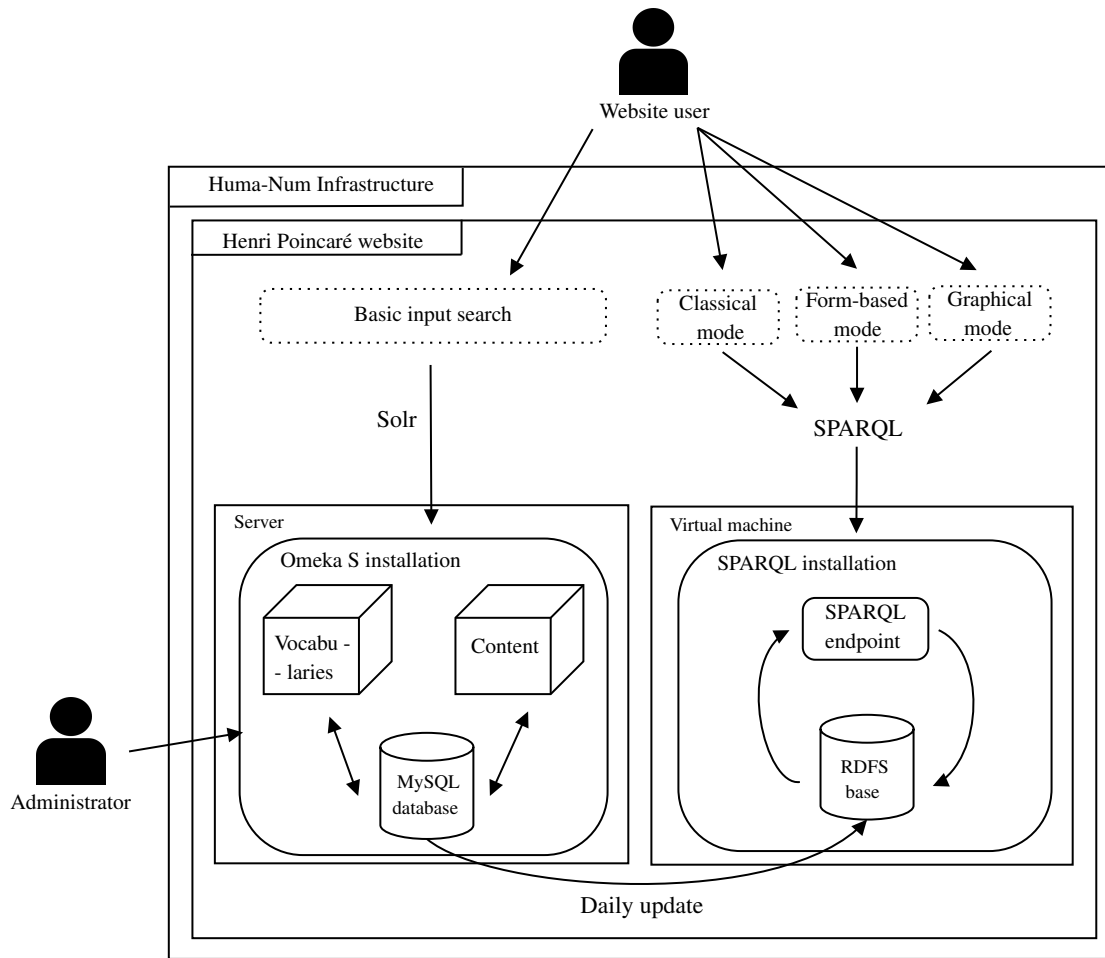 Website user
Huma-Num Infrastructure
Henri Poincaré website
Basic input search
Classical
mode
Form-based
mode
Graphical
mode
Solr
SPARQL
Server
Omeka S installation
Vocabu -
- laries
Content
MySQL
database
Virtual machine
SPARQL installation
SPARQL
endpoint
RDFS
base
Administrator
Daily update